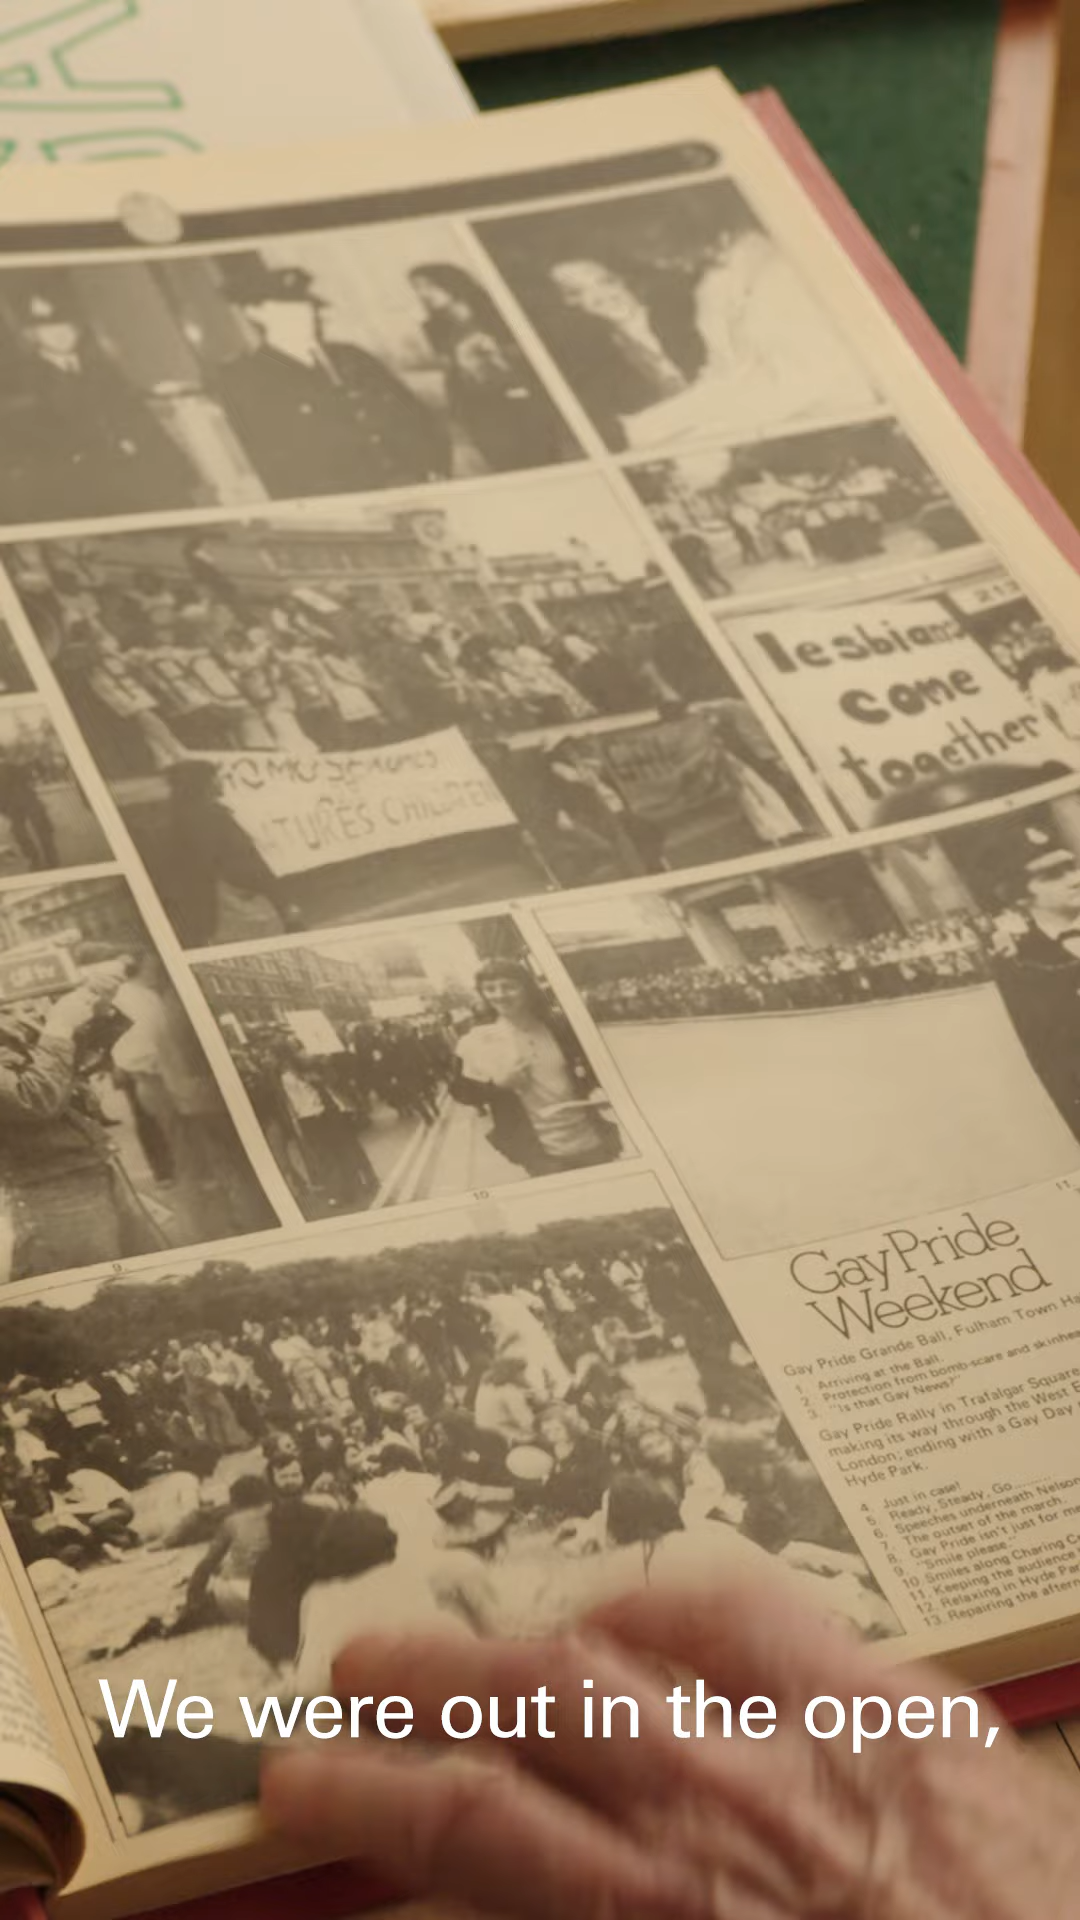 lesbians
come
together
CHILDREN
10
9.
11.
Gay Pride
Weekend
Gay Pride Grande Ball, Fulham Town
1. Arriving at the Ball.
2. Protection from bomb-scare and
3. "Is that Gay News?"
Gay Pride Rally in Trafalgar Square
making its way through the West
London; ending with a Gay Day
Hyde Park.
4. Just in case!
5. Ready, Steady, Go
6. Speeches underneath
7. The outset of the march.
8. Gay Pride isn't just for
9. "Smile please."
10. Smiles along Charing
11. Keeping the audience
12. Relaxing in Hyde
13. Repairing the
We were out in the open,